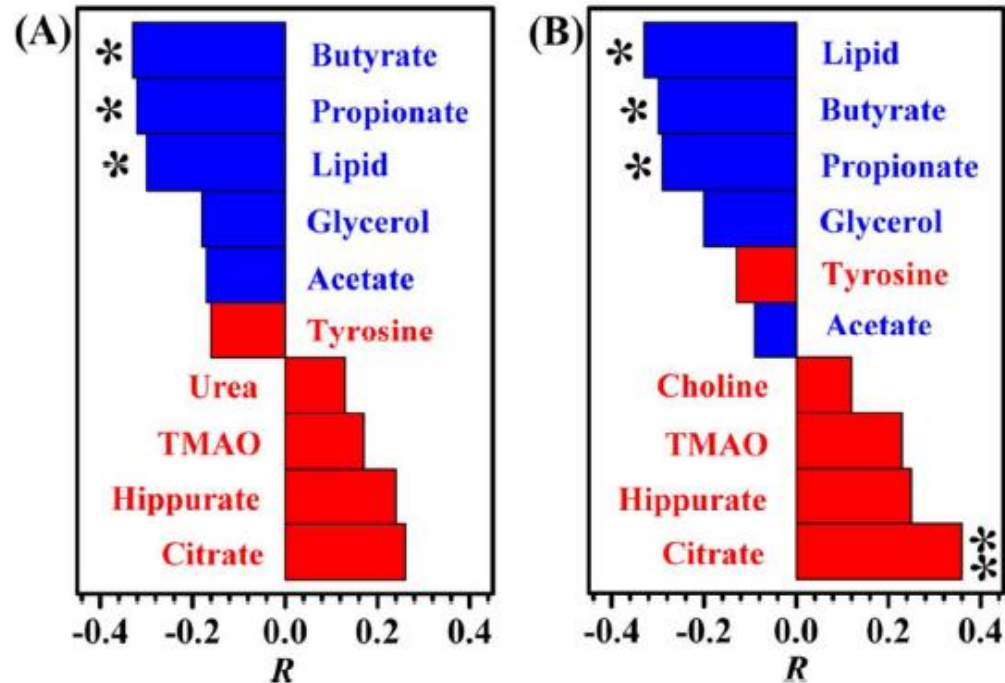 (A)
*
Butyrate
*
Propionate
*
Lipid
Glycerol
Acetate
Tyrosine
Urea
TMAO
Hippurate
Citrate
-0.4 -0.2 0.0 0.2 0.4
R
(B)
*
Lipid
*
Butyrate
*
Propionate
Glycerol
Tyrosine
Acetate
Choline
TMAO
Hippurate
Citrate
**
-0.4 -0.2 0.0 0.2 0.4
R